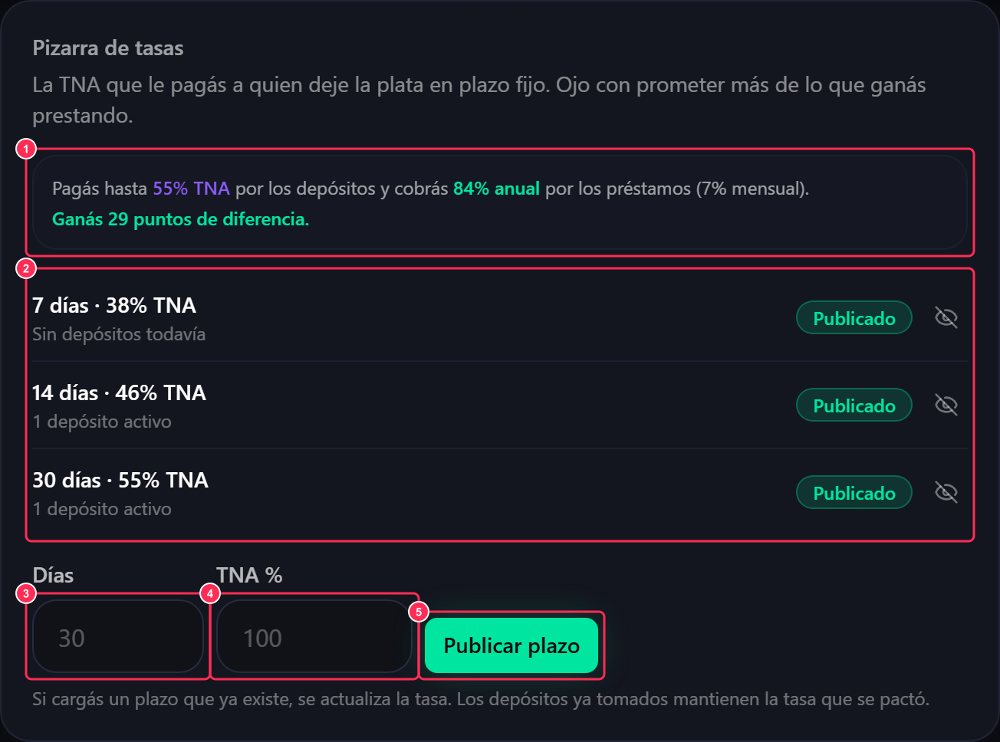 Pizarra de tasas
La TNA que le pagás a quien deje la plata en plazo fijo. Ojo con prometer más de lo que ganás
prestando.
1
Pagás hasta 55% TNA por los depósitos y cobrás 84% anual por los préstamos (7% mensual).
Ganás 29 puntos de diferencia.
2
7 días · 38% TNA
Sin depósitos todavía
Publicado
14 días · 46% TNA
1 depósito activo
Publicado
30 días · 55% TNA
1 depósito activo
Publicado
Días
TNA %
3
30
4
100
5
Publicar plazo
Si cargás un plazo que ya existe, se actualiza la tasa. Los depósitos ya tomados mantienen la tasa que se pactó.